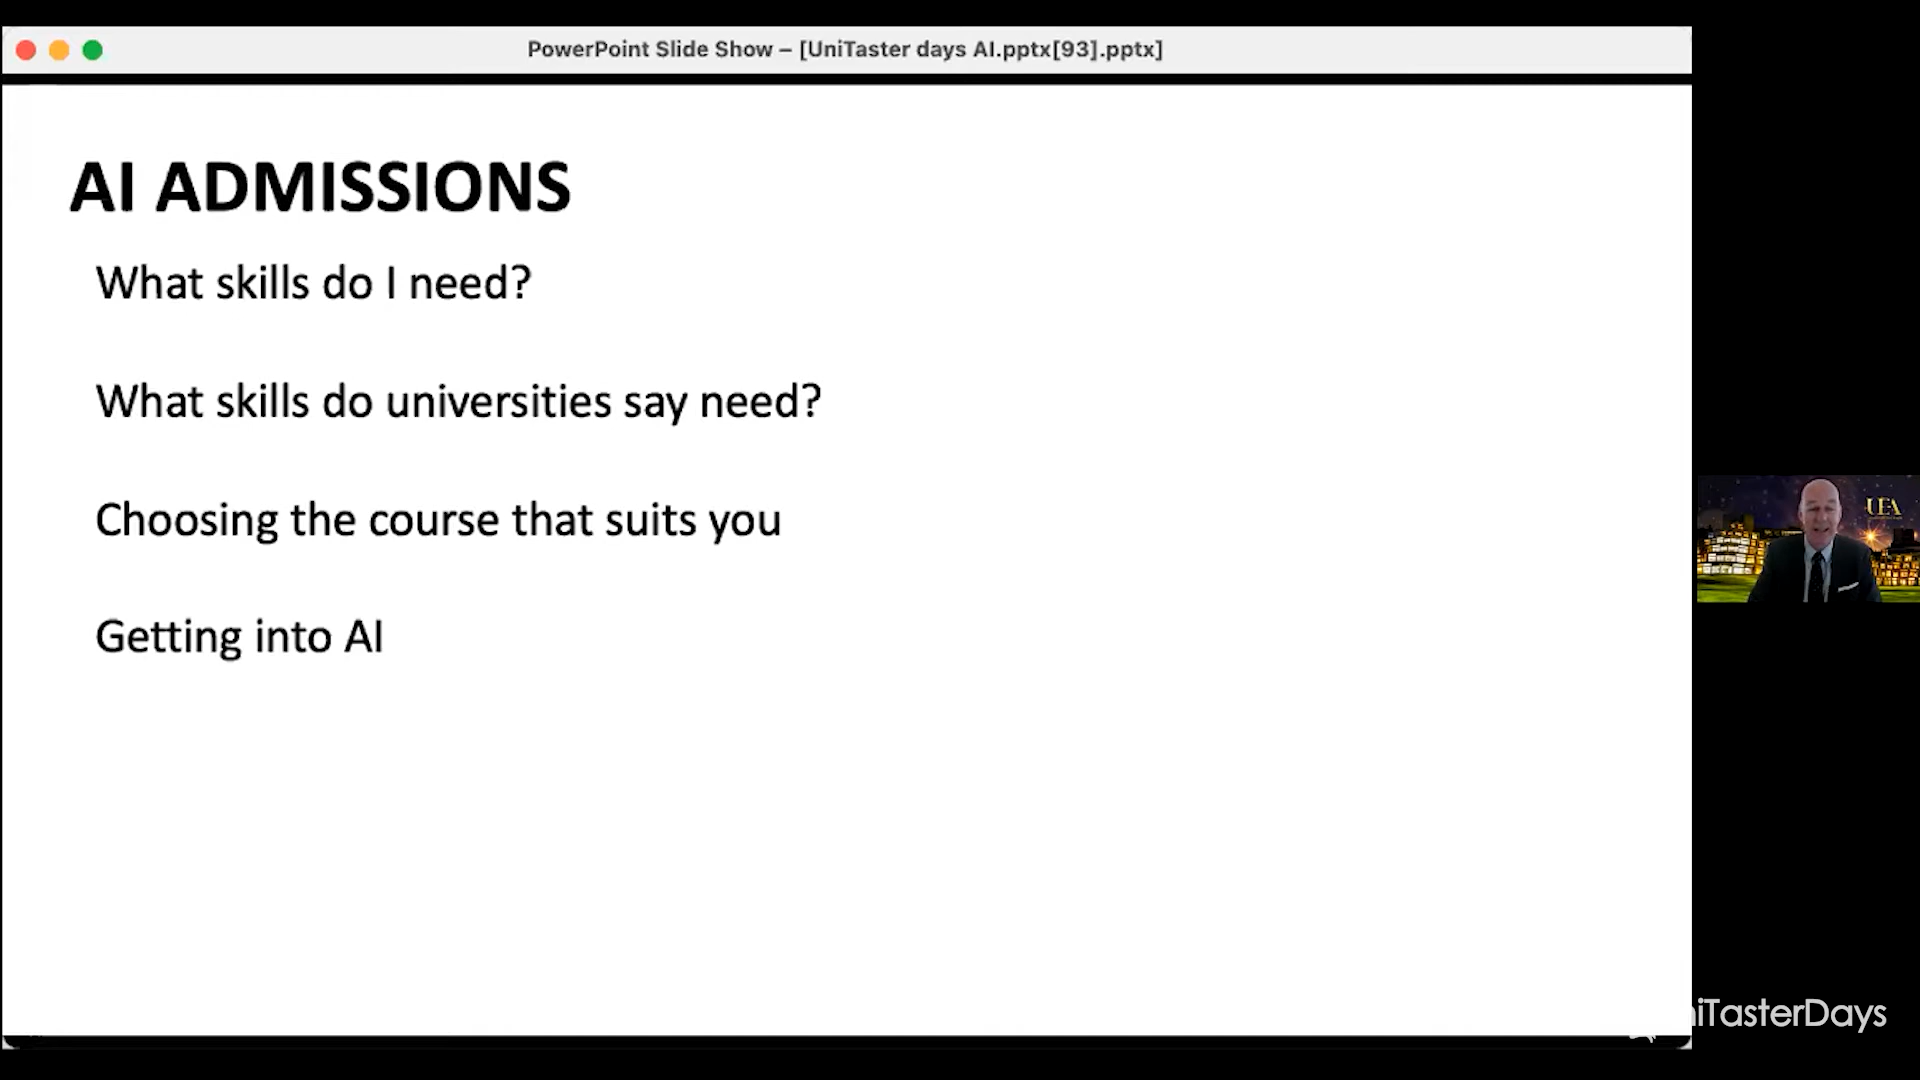 PowerPoint Slide Show – [UniTaster days AI.pptx[93].pptx]
AI ADMISSIONS
What skills do I need?
What skills do universities say need?
Choosing the course that suits you
Getting into AI
UEA
niTasterDays